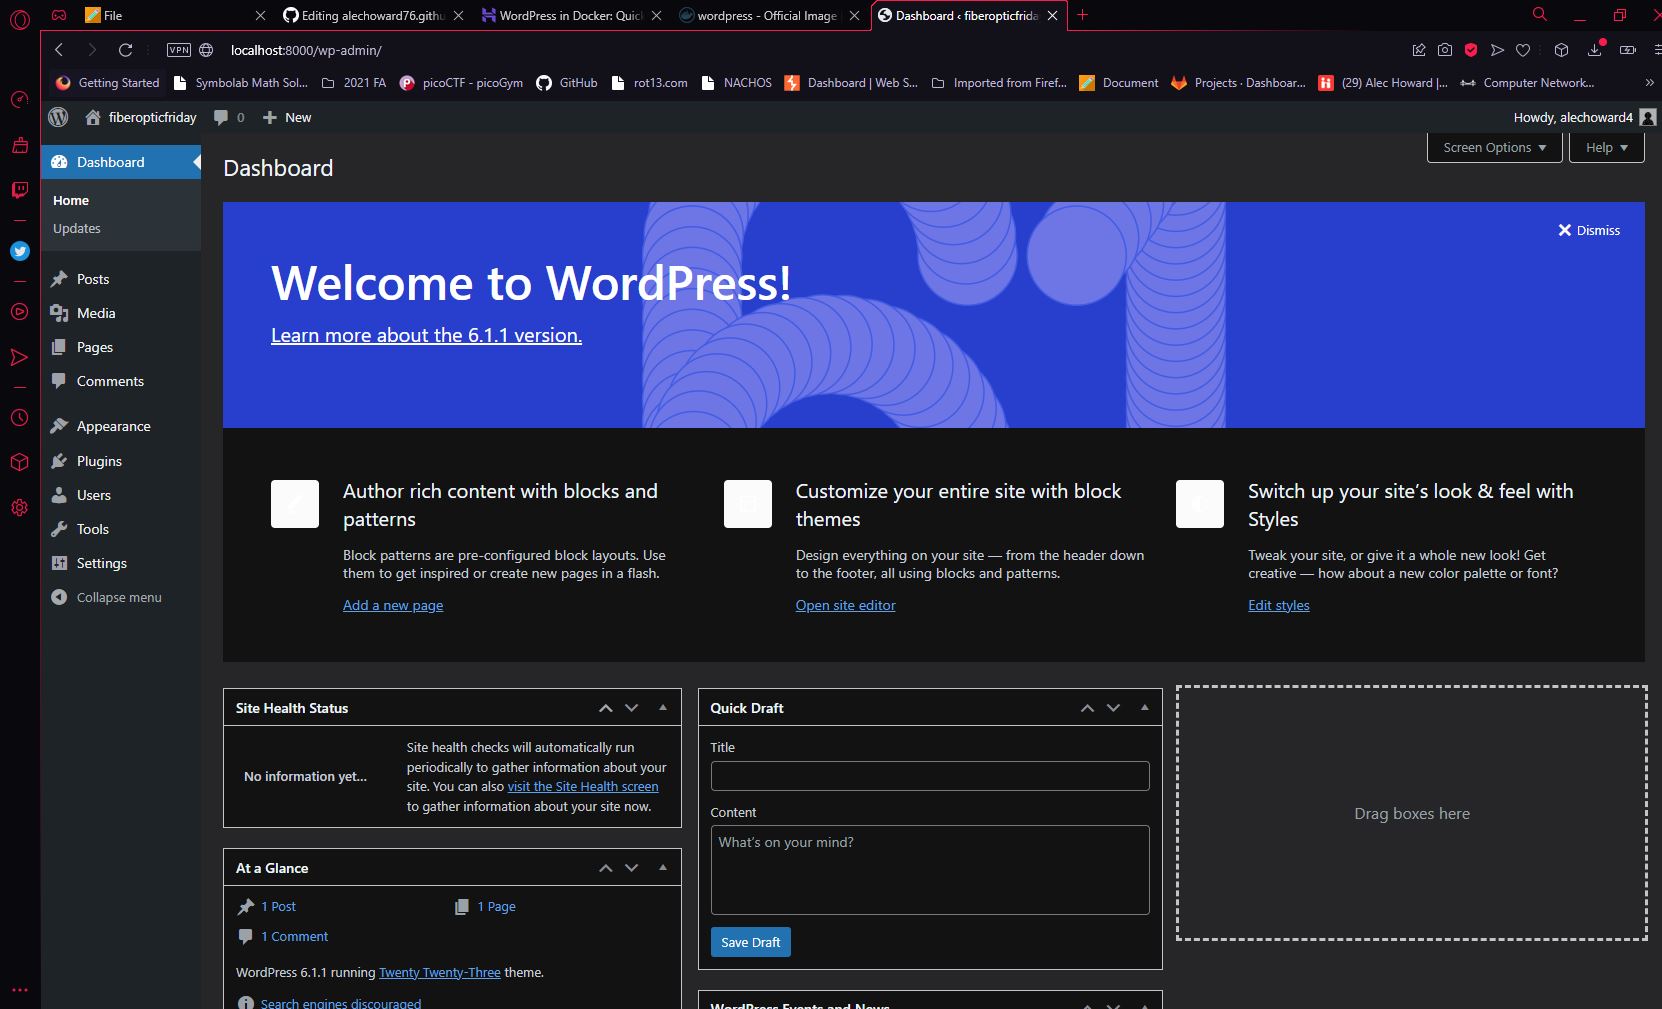 File
Editing alechoward76.githu
WordPress in Docker: Quic
wordpress - Official Image
Dashboard ‹ fiberopticfrida
VPN
localhost:8000/wp-admin/
Getting Started
Symbolab Math Sol...
2021 FA
picoCTF - picoGym
GitHub
rot13.com
NACHOS
Dashboard | Web S...
Imported from Firef...
Document
Projects · Dashboar...
(29) Alec Howard |...
Computer Network...
»
fiberopticfriday
0
New
Howdy, alechoward4
Dashboard
Home
Updates
Posts
Media
Pages
Comments
Appearance
Plugins
Users
Tools
Settings
Collapse menu
Dashboard
Screen Options
Help
Dismiss
Welcome to WordPress!
Learn more about the 6.1.1 version.
Author rich content with blocks and
patterns
Block patterns are pre-configured block layouts. Use
them to get inspired or create new pages in a flash.
Add a new page
Customize your entire site with block
themes
Design everything on your site — from the header down
to the footer, all using blocks and patterns.
Open site editor
Switch up your site’s look & feel with
Styles
Tweak your site, or give it a whole new look! Get
creative — how about a new color palette or font?
Edit styles
Site Health Status
No information yet...
Site health checks will automatically run
periodically to gather information about your
site. You can also visit the Site Health screen
to gather information about your site now.
At a Glance
1 Post
1 Page
1 Comment
WordPress 6.1.1 running Twenty Twenty-Three theme.
Search engines discouraged
Quick Draft
Title
Content
What’s on your mind?
Save Draft
WordPress Events and News
Drag boxes here